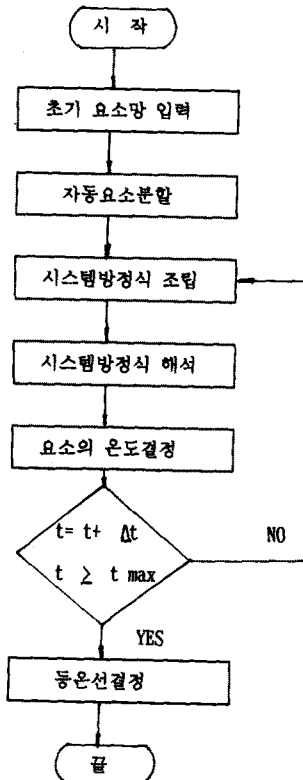 시 작
초기 요소망 입력
자동요소분할
시스템방정식 조립
시스템방정식 해석
요소의 온도결정
t= t+ Δt
t ≥ t max
NO
YES
등온선결정
끝